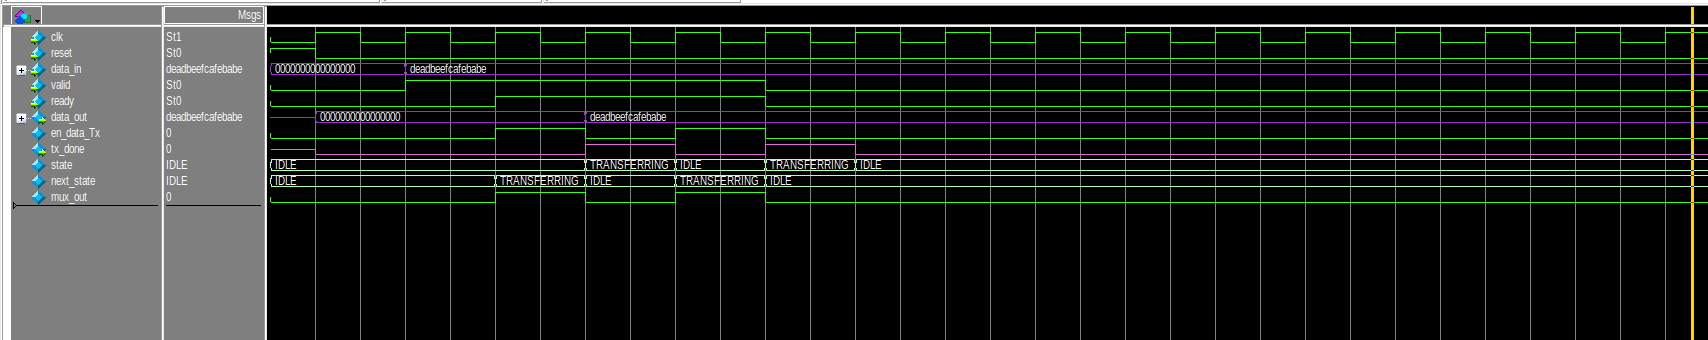 Msgs
clk St1
reset St0
data_in deadbeefcafebabe 0000000000000000 deadbeefcafebabe
valid St0
ready St0
data_out deadbeefcafebabe 0000000000000000 deadbeefcafebabe
en_data_Tx 0
tx_done 0
state IDLE IDLE TRANSFERRING IDLE TRANSFERRING IDLE
next_state IDLE IDLE TRANSFERRING IDLE TRANSFERRING IDLE
mux_out 0